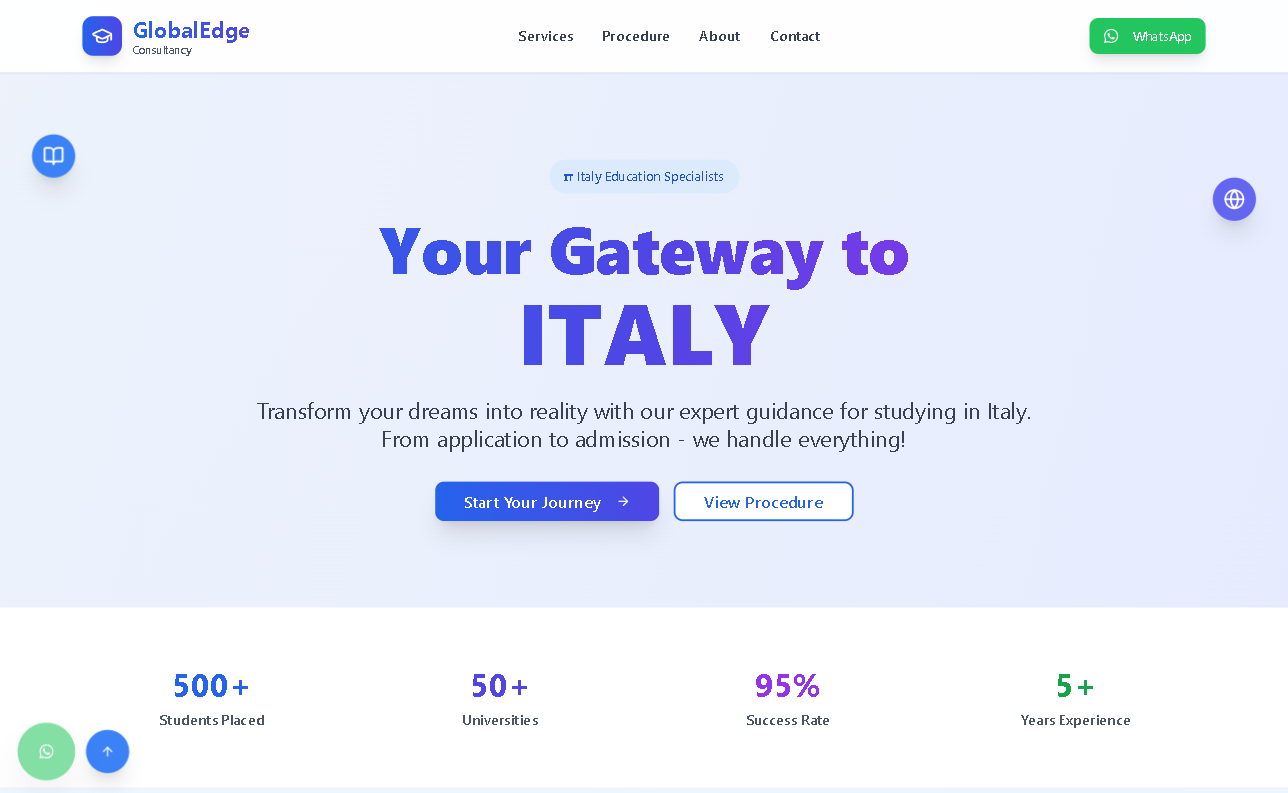 GlobalEdge
Consultancy
Services
Procedure
About
Contact
WhatsApp
IT Italy Education Specialists
Your Gateway to
ITALY
Transform your dreams into reality with our expert guidance for studying in Italy.
From application to admission - we handle everything!
Start Your Journey
View Procedure
500+
Students Placed
50+
Universities
95%
Success Rate
5+
Years Experience